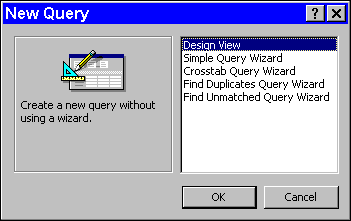 New Query
Design View
Simple Query Wizard
Crosstab Query Wizard
Find Duplicates Query Wizard
Find Unmatched Query Wizard
Create a new query without
using a wizard.
OK
Cancel